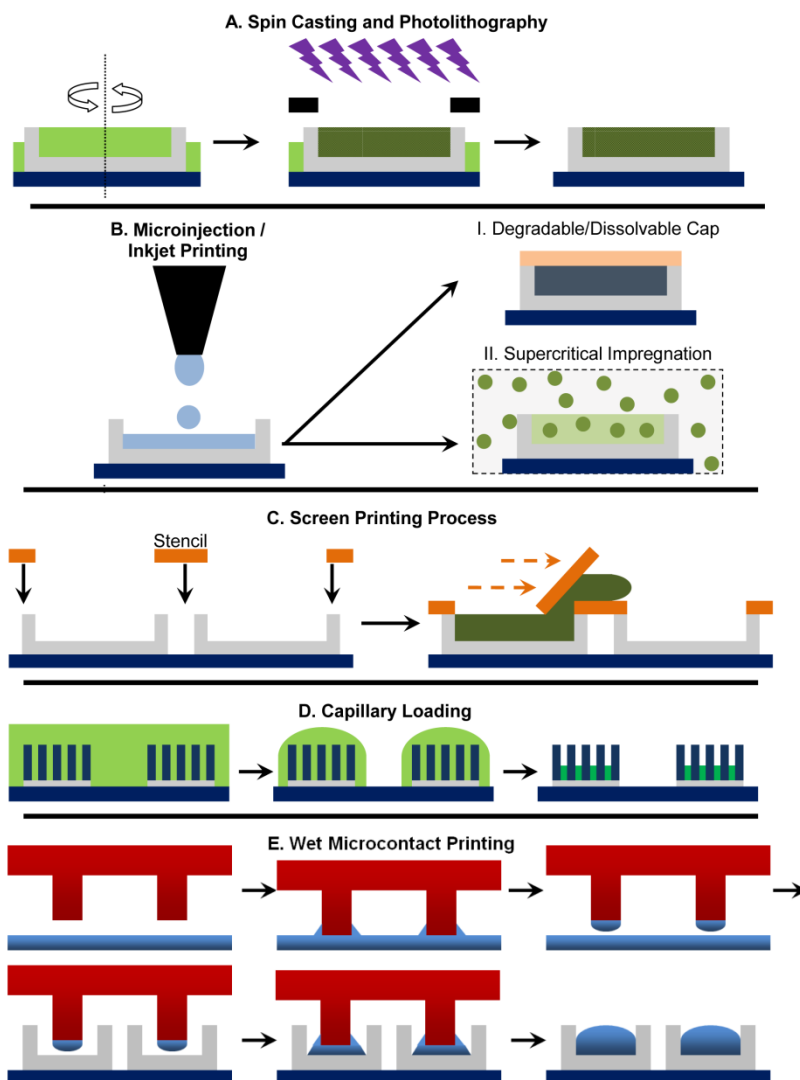 A. Spin Casting and Photolithography
B. Microinjection /
Inkjet Printing
I. Degradable/Dissolvable Cap
II. Supercritical Impregnation
C. Screen Printing Process
Stencil
D. Capillary Loading
E. Wet Microcontact Printing